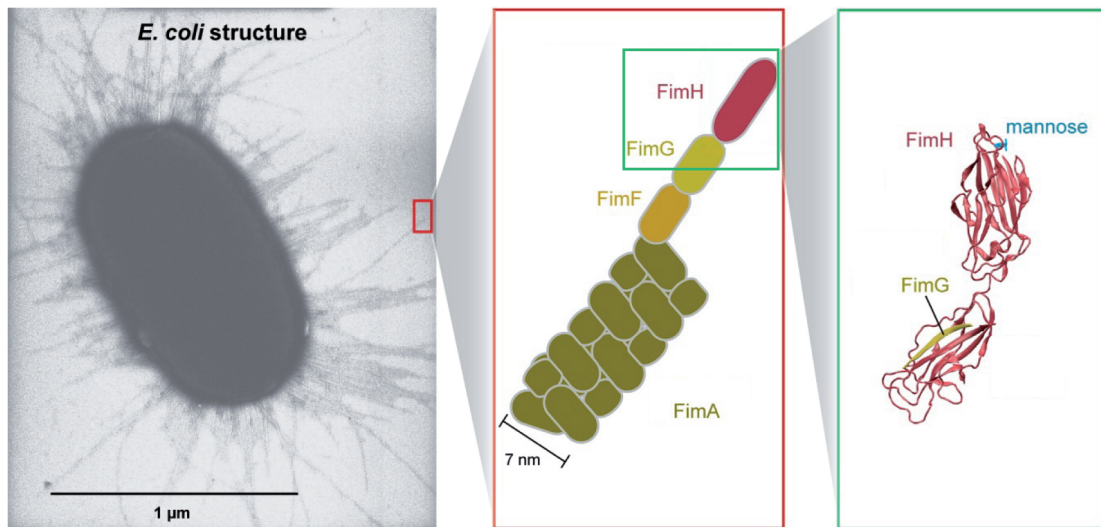 E. coli structure
1 µm
FimH
FimG
FimF
FimA
7 nm
FimH
mannose
FimG